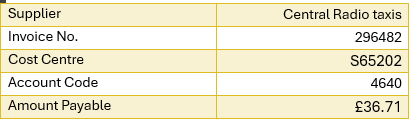 Supplier Central Radio taxis
Invoice No. 296482
Cost Centre S65202
Account Code 4640
Amount Payable £36.71